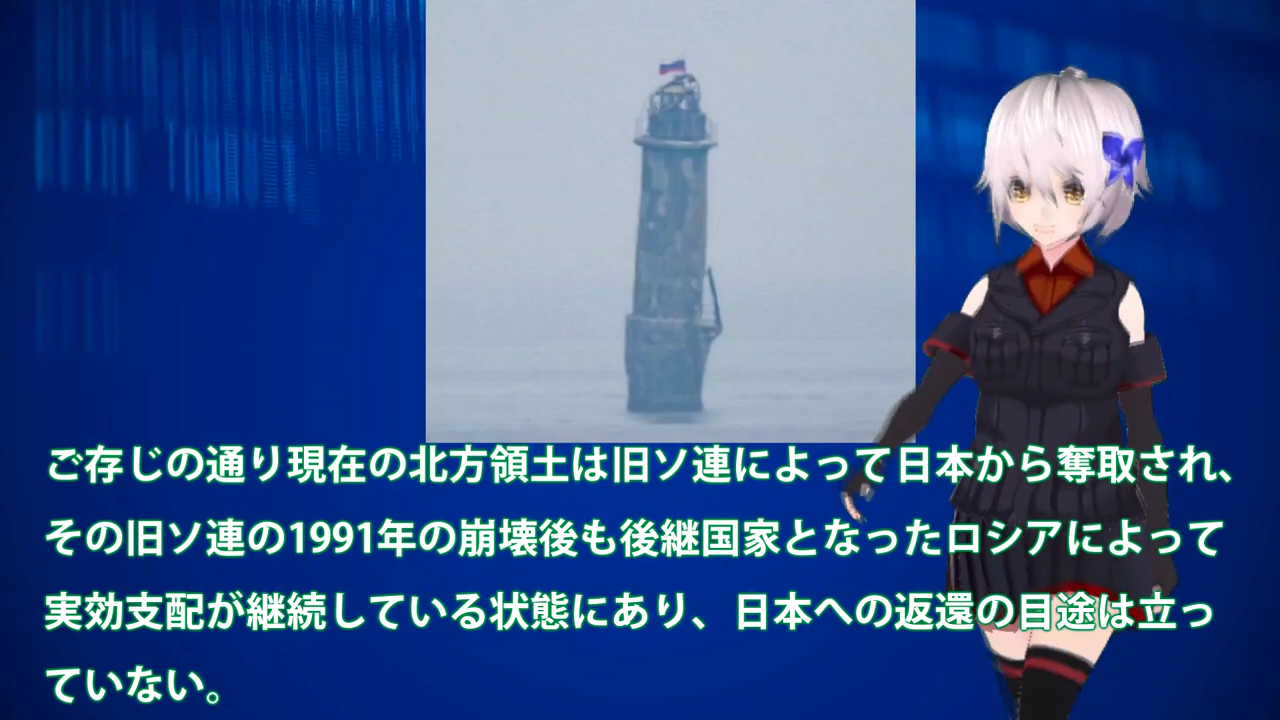 ご存じの通り現在の北方領土は旧ソ連によって日本から奪取され、
その旧ソ連の1991年の崩壊後も後継国家となったロシアによって
実効支配が継続している状態にあり、日本への返還の目途は立っ
ていない。